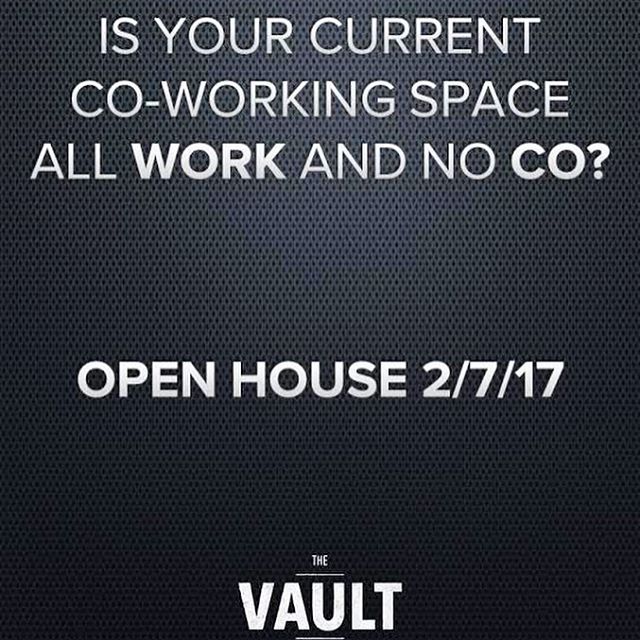 IS YOUR CURRENT
CO-WORKING SPACE
ALL WORK AND NO CO?
OPEN HOUSE 2/7/17
THE
VAULT